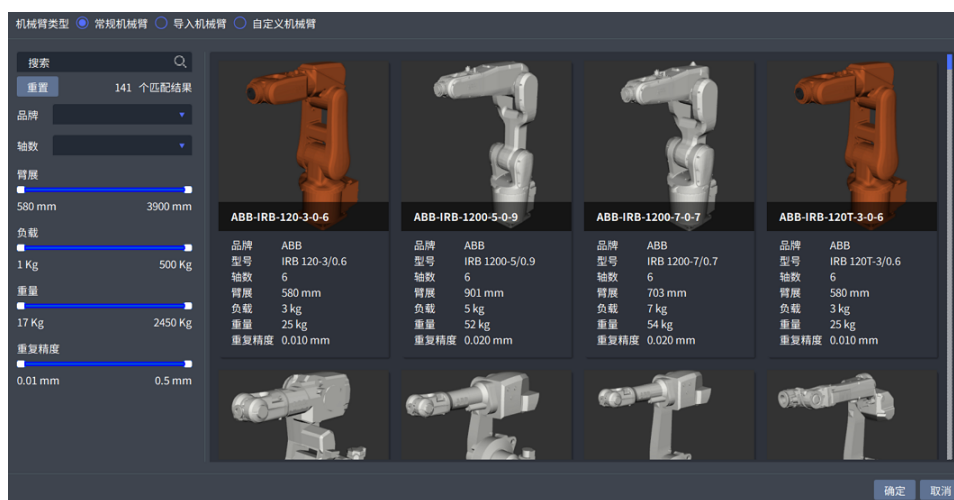 机械臂类型 常规机械臂 导入机械臂 自定义机械臂
搜索
重置 141 个匹配结果
品牌
轴数
臂展
580 mm 3900 mm
负载
1 Kg 500 Kg
重量
17 Kg 2450 Kg
重复精度
0.01 mm 0.5 mm
ABB-IRB-120-3-0-6
品牌 ABB
型号 IRB 120-3/0.6
轴数 6
臂展 580 mm
负载 3 kg
重量 25 kg
重复精度 0.010 mm
ABB-IRB-1200-5-0-9
品牌 ABB
型号 IRB 1200-5/0.9
轴数 6
臂展 901 mm
负载 5 kg
重量 52 kg
重复精度 0.020 mm
ABB-IRB-1200-7-0-7
品牌 ABB
型号 IRB 1200-7/0.7
轴数 6
臂展 703 mm
负载 7 kg
重量 54 kg
重复精度 0.020 mm
ABB-IRB-120T-3-0-6
品牌 ABB
型号 IRB 120T-3/0.6
轴数 6
臂展 580 mm
负载 3 kg
重量 25 kg
重复精度 0.010 mm
确定 取消